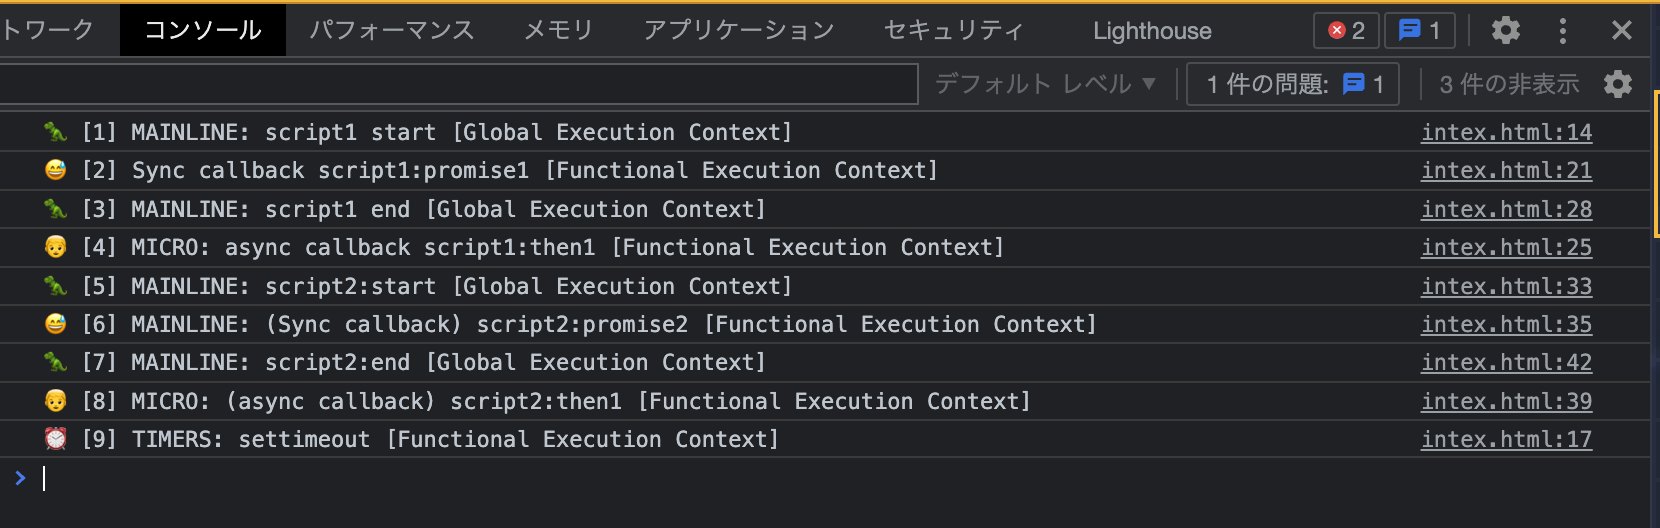 トワーク コンソール パフォーマンス メモリ アプリケーション セキュリティ Lighthouse 2 1
デフォルト レベル ▼ 1 件の問題: 1 3 件の非表示
🦖 [1] MAINLINE: script1 start [Global Execution Context] intex.html:14
😅 [2] Sync callback script1:promise1 [Functional Execution Context] intex.html:21
🦖 [3] MAINLINE: script1 end [Global Execution Context] intex.html:28
👦 [4] MICRO: async callback script1:then1 [Functional Execution Context] intex.html:25
🦖 [5] MAINLINE: script2:start [Global Execution Context] intex.html:33
😅 [6] MAINLINE: (Sync callback) script2:promise2 [Functional Execution Context] intex.html:35
🦖 [7] MAINLINE: script2:end [Global Execution Context] intex.html:42
👦 [8] MICRO: (async callback) script2:then1 [Functional Execution Context] intex.html:39
⏰ [9] TIMERS: settimeout [Functional Execution Context] intex.html:17